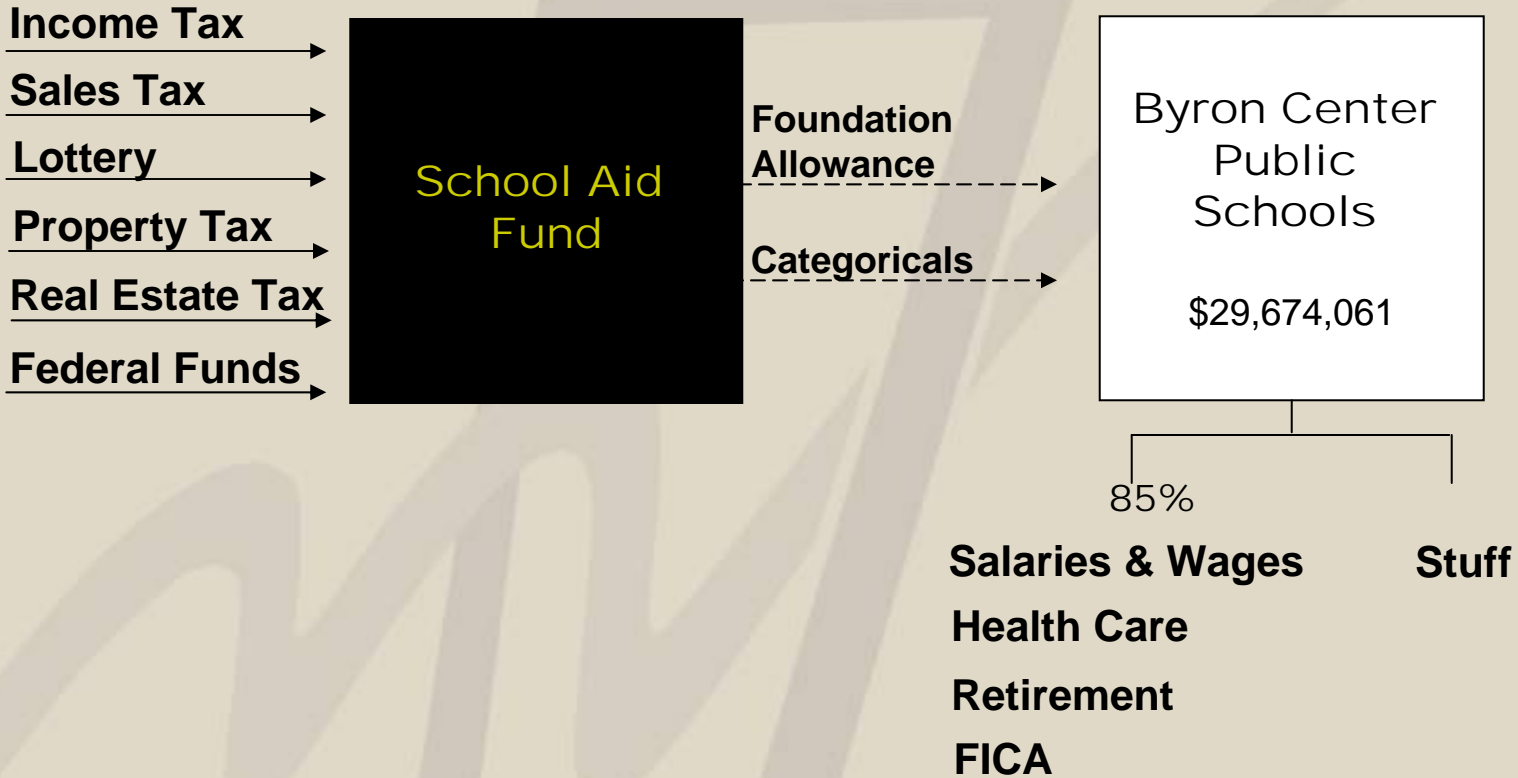 Income Tax
Sales Tax
Lottery
Property Tax
Real Estate Tax
Federal Funds
School Aid
Fund
Foundation
Allowance
Categoricals
Byron Center
Public
Schools
$29,674,061
85%
Salaries & Wages
Health Care
Retirement
FICA
Stuff